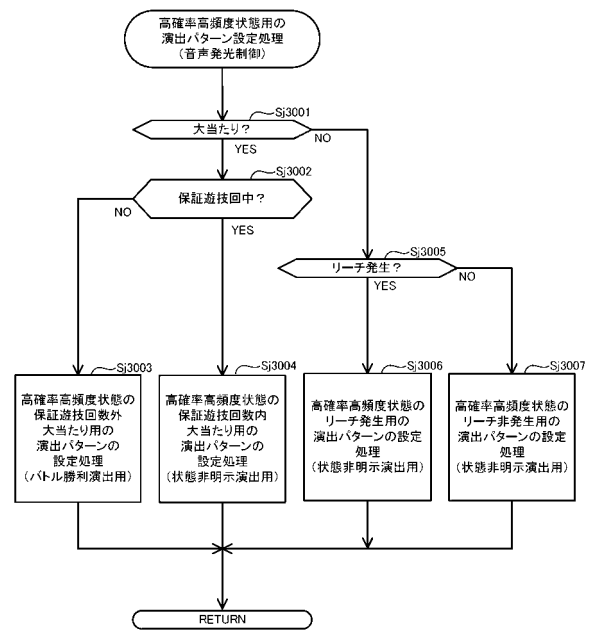 高確率高頻度状態用の
演出パターン設定処理
(音声発光制御)
Sj3001
大当たり？
YES
NO
Sj3002
保証遊技回中？
NO
YES
Sj3005
リーチ発生？
YES
NO
Sj3003
高確率高頻度状態の
保証遊技回数外
大当たり用の
演出パターンの
設定処理
(バトル勝利演出用)
Sj3004
高確率高頻度状態の
保証遊技回数内
大当たり用の
演出パターンの
設定処理
(状態非明示演出用)
Sj3006
高確率高頻度状態の
リーチ発生用の
演出パターンの設定
処理
(状態非明示演出用)
Sj3007
高確率高頻度状態の
リーチ非発生用の
演出パターンの設定
処理
(状態非明示演出用)
RETURN